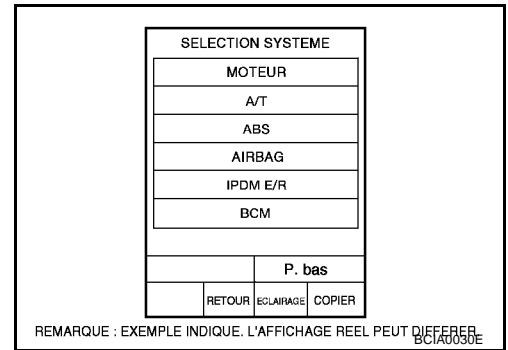 SELECTION SYSTEME
MOTEUR
A/T
ABS
AIRBAG
IPDM E/R
BCM
P. bas
RETOUR ECLAIRAGE COPIER
REMARQUE : EXEMPLE INDIQUE. L'AFFICHAGE REEL PEUT DIFFERER.
BCIA0030E